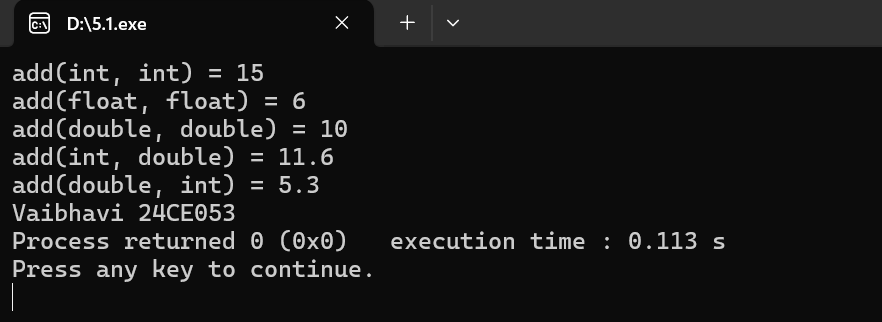 D:\5.1.exe
add(int, int) = 15
add(float, float) = 6
add(double, double) = 10
add(int, double) = 11.6
add(double, int) = 5.3
Vaibhavi 24CE053
Process returned 0 (0x0)   execution time : 0.113 s
Press any key to continue.